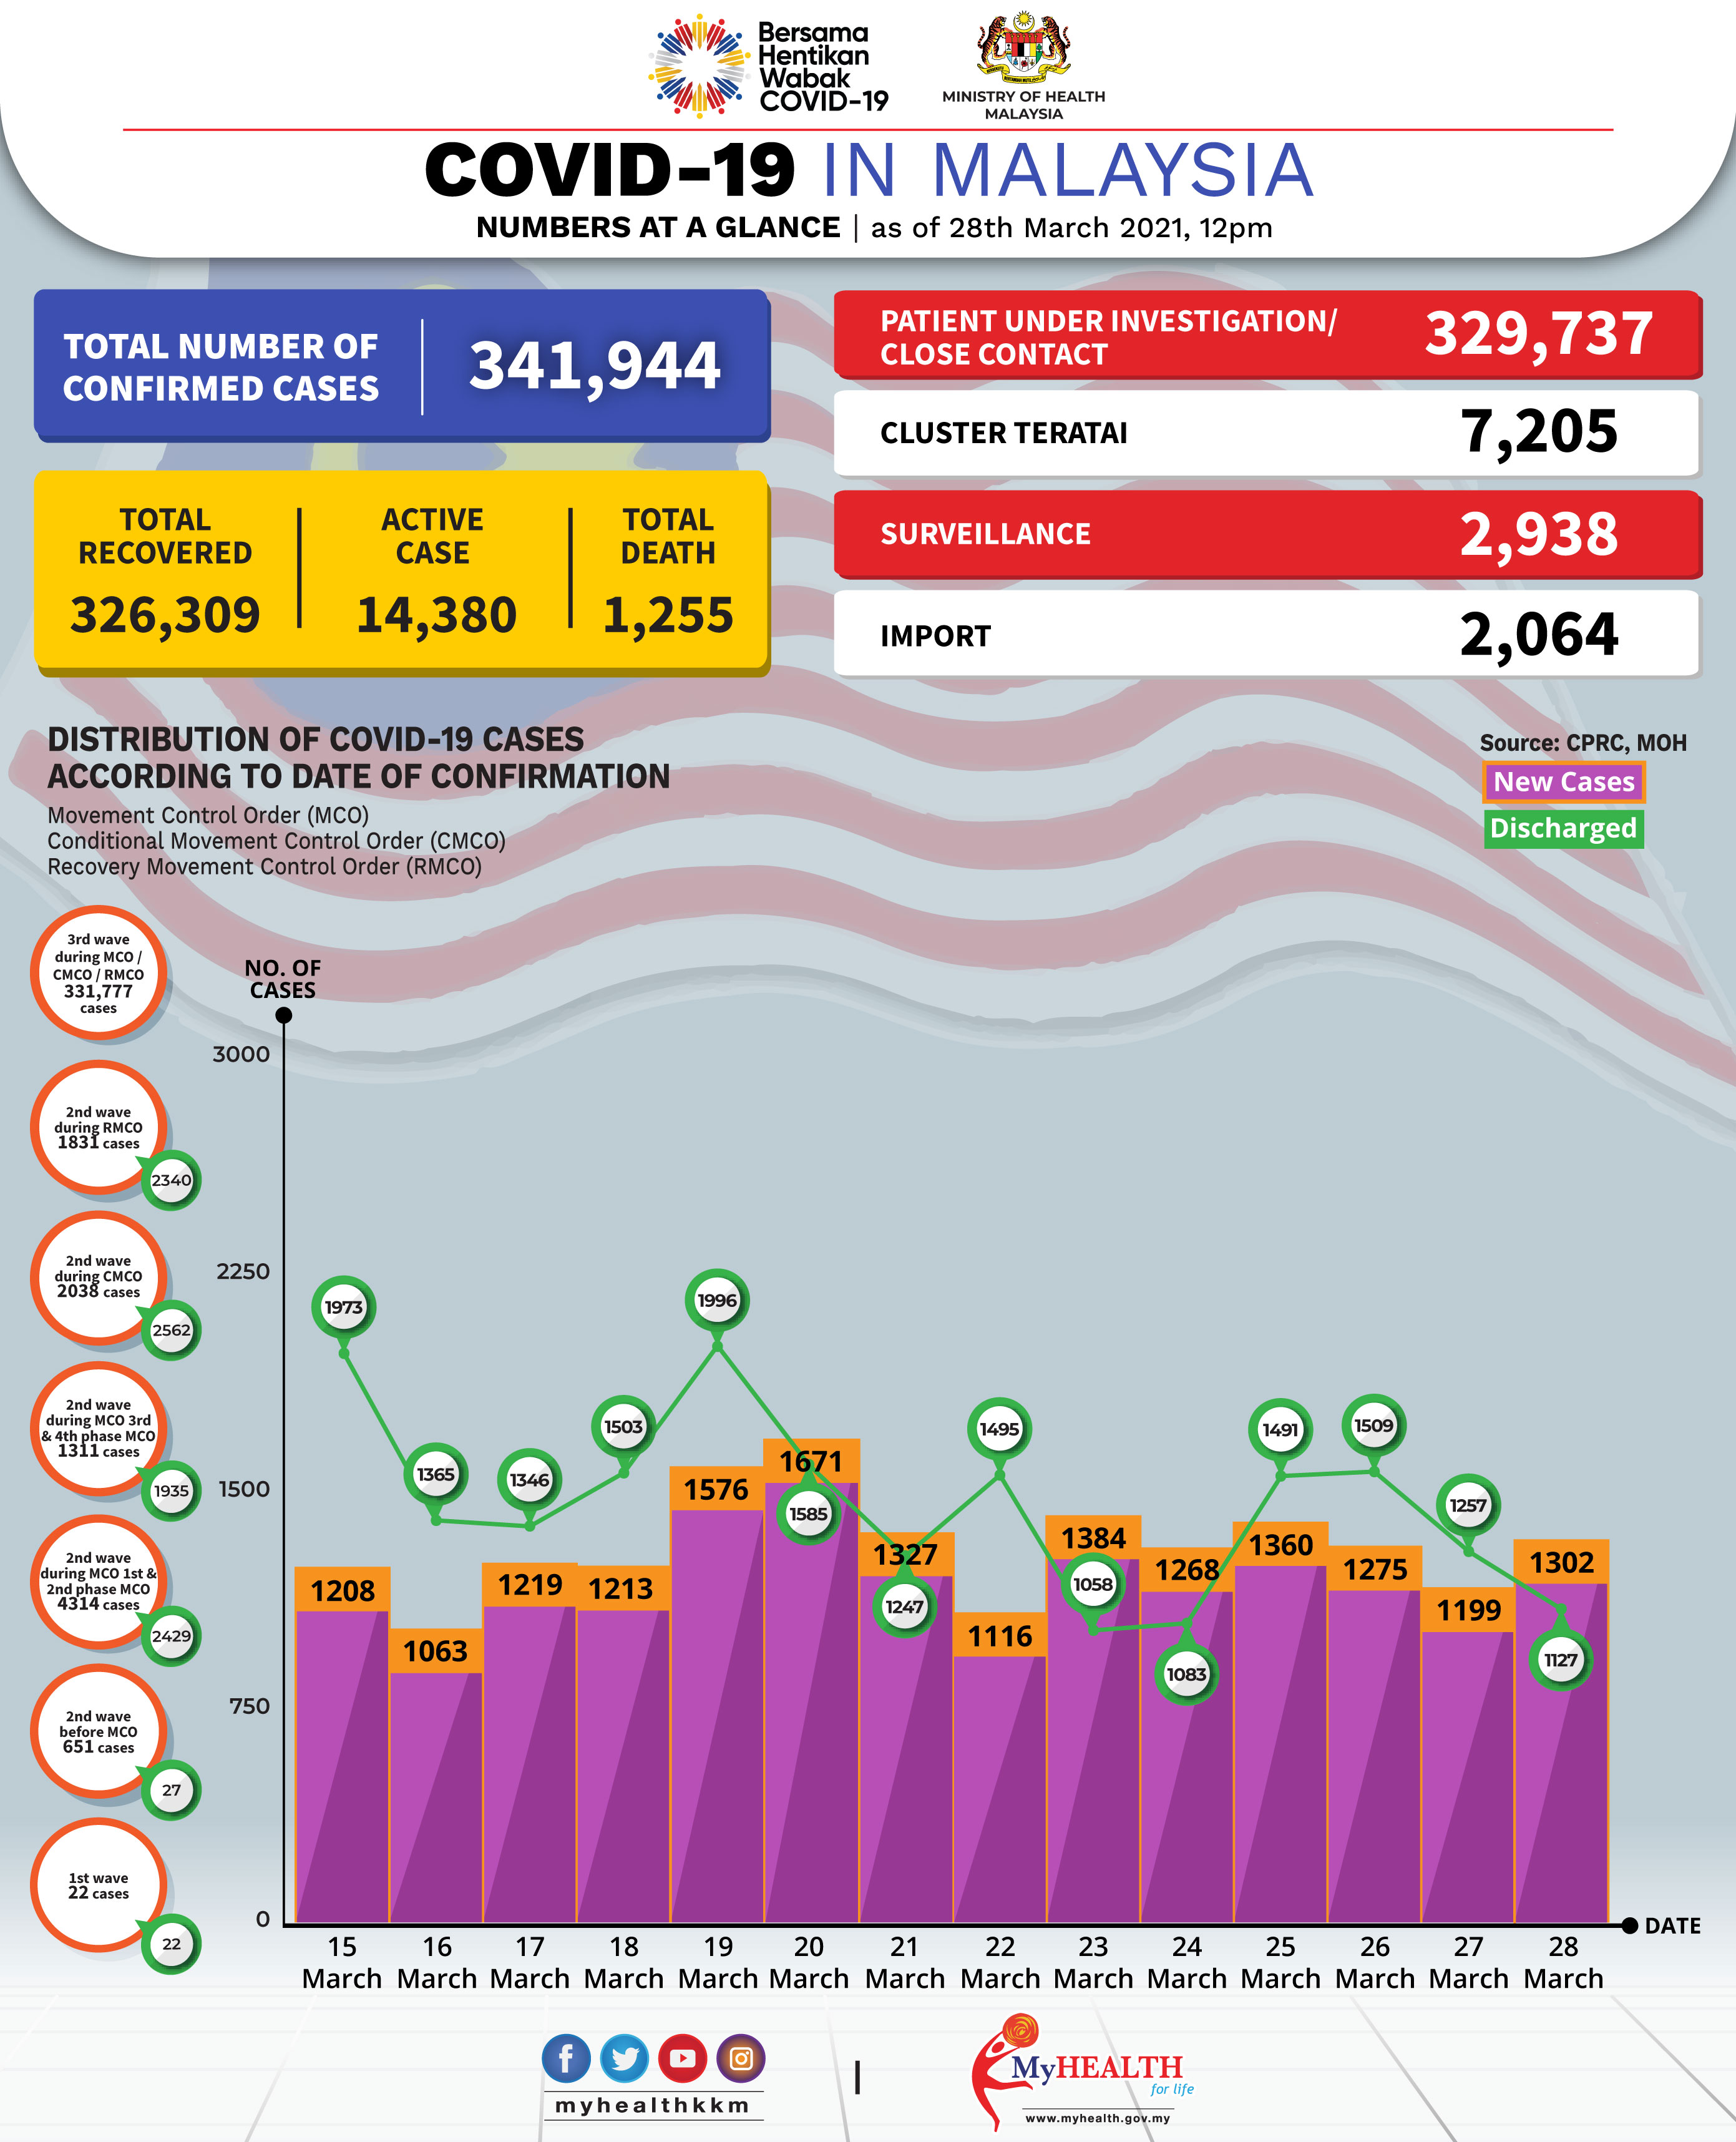 Bersama
Hentikan
Wabak
COVID-19
MINISTRY OF HEALTH
MALAYSIA
COVID-19 IN MALAYSIA
NUMBERS AT A GLANCE | as of 28th March 2021, 12pm
TOTAL NUMBER OF
CONFIRMED CASES
341,944
TOTAL
RECOVERED
326,309
ACTIVE
CASE
14,380
TOTAL
DEATH
1,255
PATIENT UNDER INVESTIGATION/
CLOSE CONTACT
329,737
CLUSTER TERATAI
7,205
SURVEILLANCE
2,938
IMPORT
2,064
DISTRIBUTION OF COVID-19 CASES
ACCORDING TO DATE OF CONFIRMATION
Movement Control Order (MCO)
Conditional Movement Control Order (CMCO)
Recovery Movement Control Order (RMCO)
Source: CPRC, MOH
New Cases
Discharged
3rd wave
during MCO /
CMCO / RMCO
331,777
cases
2nd wave
during RMCO
1831 cases
2340
2nd wave
during CMCO
2038 cases
2562
2nd wave
during MCO 3rd
& 4th phase MCO
1311 cases
1935
2nd wave
during MCO 1st &
2nd phase MCO
4314 cases
2429
2nd wave
before MCO
651 cases
27
1st wave
22 cases
22
NO. OF
CASES
3000
2250
1500
750
0
1973
1365
1346
1503
1996
1585
1247
1495
1058
1083
1491
1509
1257
1127
1208
1063
1219
1213
1576
1671
1327
1116
1384
1268
1360
1275
1199
1302
15
March
16
March
17
March
18
March
19
March
20
March
21
March
22
March
23
March
24
March
25
March
26
March
27
March
28
March
DATE
myhealthkkm
|
MyHEALTH
for life
www.myhealth.gov.my